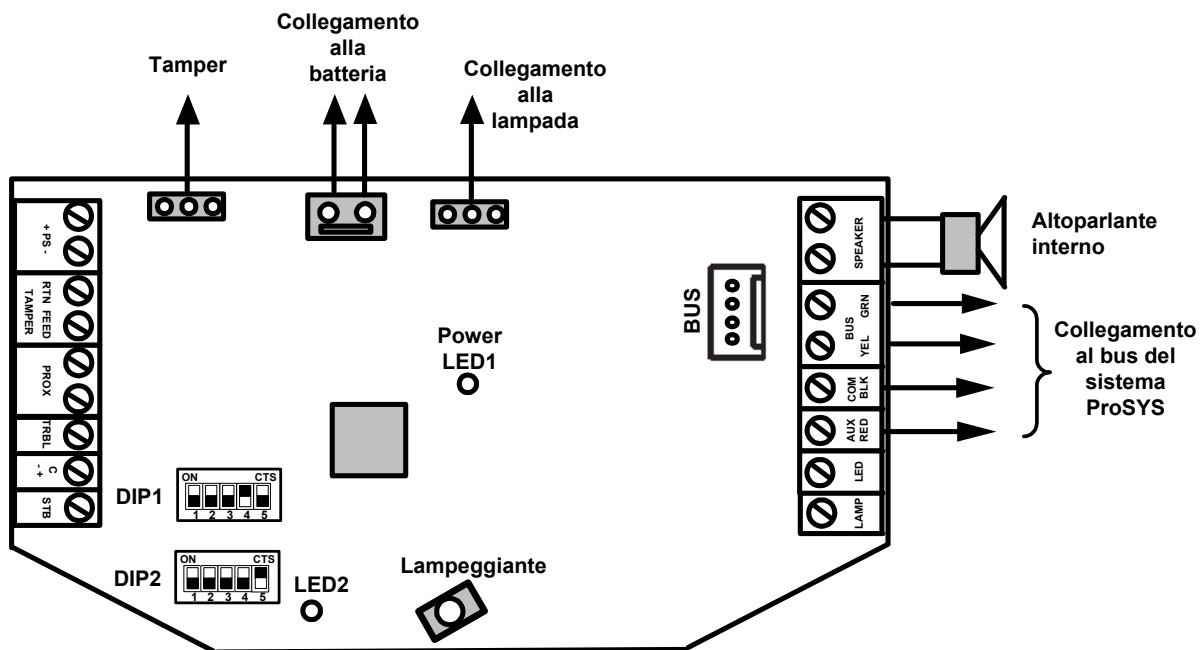 Collegamento
alla
batteria
Tamper
Collegamento
alla
lampada
+ PS -
RTN FEED
TAMPER
PROX
TRBL
C
- +
STB
SPEAKER
GRN
BUS
YEL
COM
BLK
AUX
RED
LED
LAMP
Altoparlante
interno
BUS
Collegamento
al bus del
sistema
ProSYS
Power
LED1
DIP1
ON CTS
1 2 3 4 5
DIP2
ON CTS
1 2 3 4 5
LED2
Lampeggiante